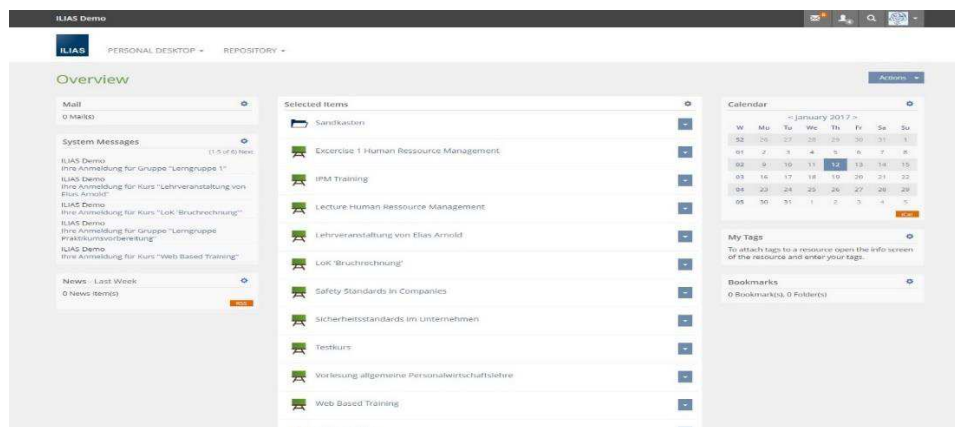 ILIAS Demo
ILIAS
PERSONAL DESKTOP
REPOSITORY
Overview
Actions
Mail
0 Mail(s)
System Messages
(1-5 of 6) Next
ILIAS Demo
Ihre Anmeldung für Gruppe "Lerngruppe 1"
ILIAS Demo
Ihre Anmeldung für Kurs "Lehrveranstaltung von
Elias Arnold"
ILIAS Demo
Ihre Anmeldung für Kurs "LoK 'Bruchrechnung'"
ILIAS Demo
Ihre Anmeldung für Gruppe "Lerngruppe
Praktikumsvorbereitung"
ILIAS Demo
Ihre Anmeldung für Kurs "Web Based Training"
News - Last Week
0 News Item(s)
RSS
Selected Items
Sandkasten
Excercise 1 Human Ressource Management
IPM Training
Lecture Human Ressource Management
Lehrveranstaltung von Elias Arnold
LoK 'Bruchrechnung'
Safety Standards in Companies
Sicherheitsstandards im Unternehmen
Testkurs
Vorlesung allgemeine Personalwirtschaftslehre
Web Based Training
Calendar
« January 2017 »
W Mo Tu We Th Fr Sa Su
52 26 27 28 29 30 31 1
01 2 3 4 5 6 7 8
02 9 10 11 12 13 14 15
03 16 17 18 19 20 21 22
04 23 24 25 26 27 28 29
05 30 31 1 2 3 4 5
iCal
My Tags
To attach tags to a resource open the info screen
of the resource and enter your tags.
Bookmarks
0 Bookmark(s), 0 Folder(s)